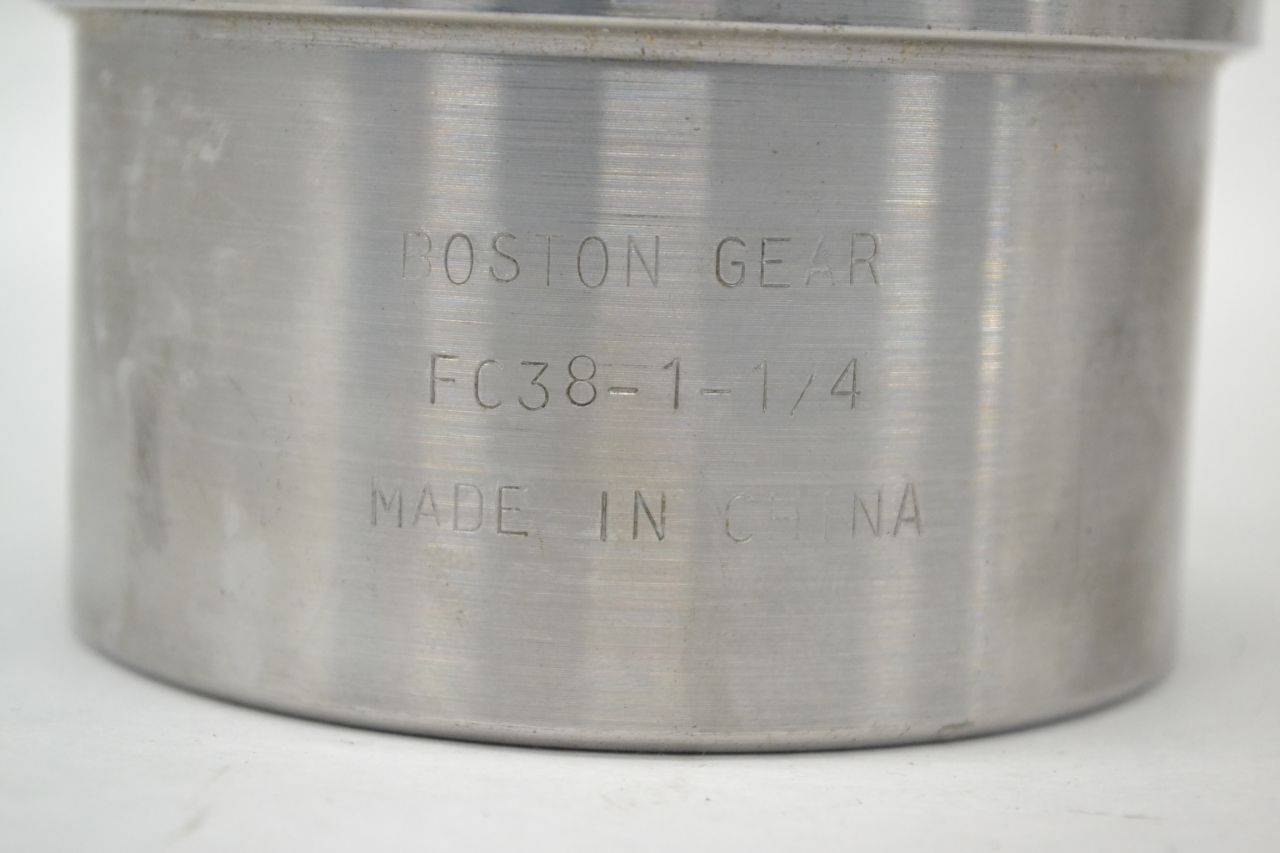 BOSTON GEAR
FC38-1-1/4
MADE IN CHINA